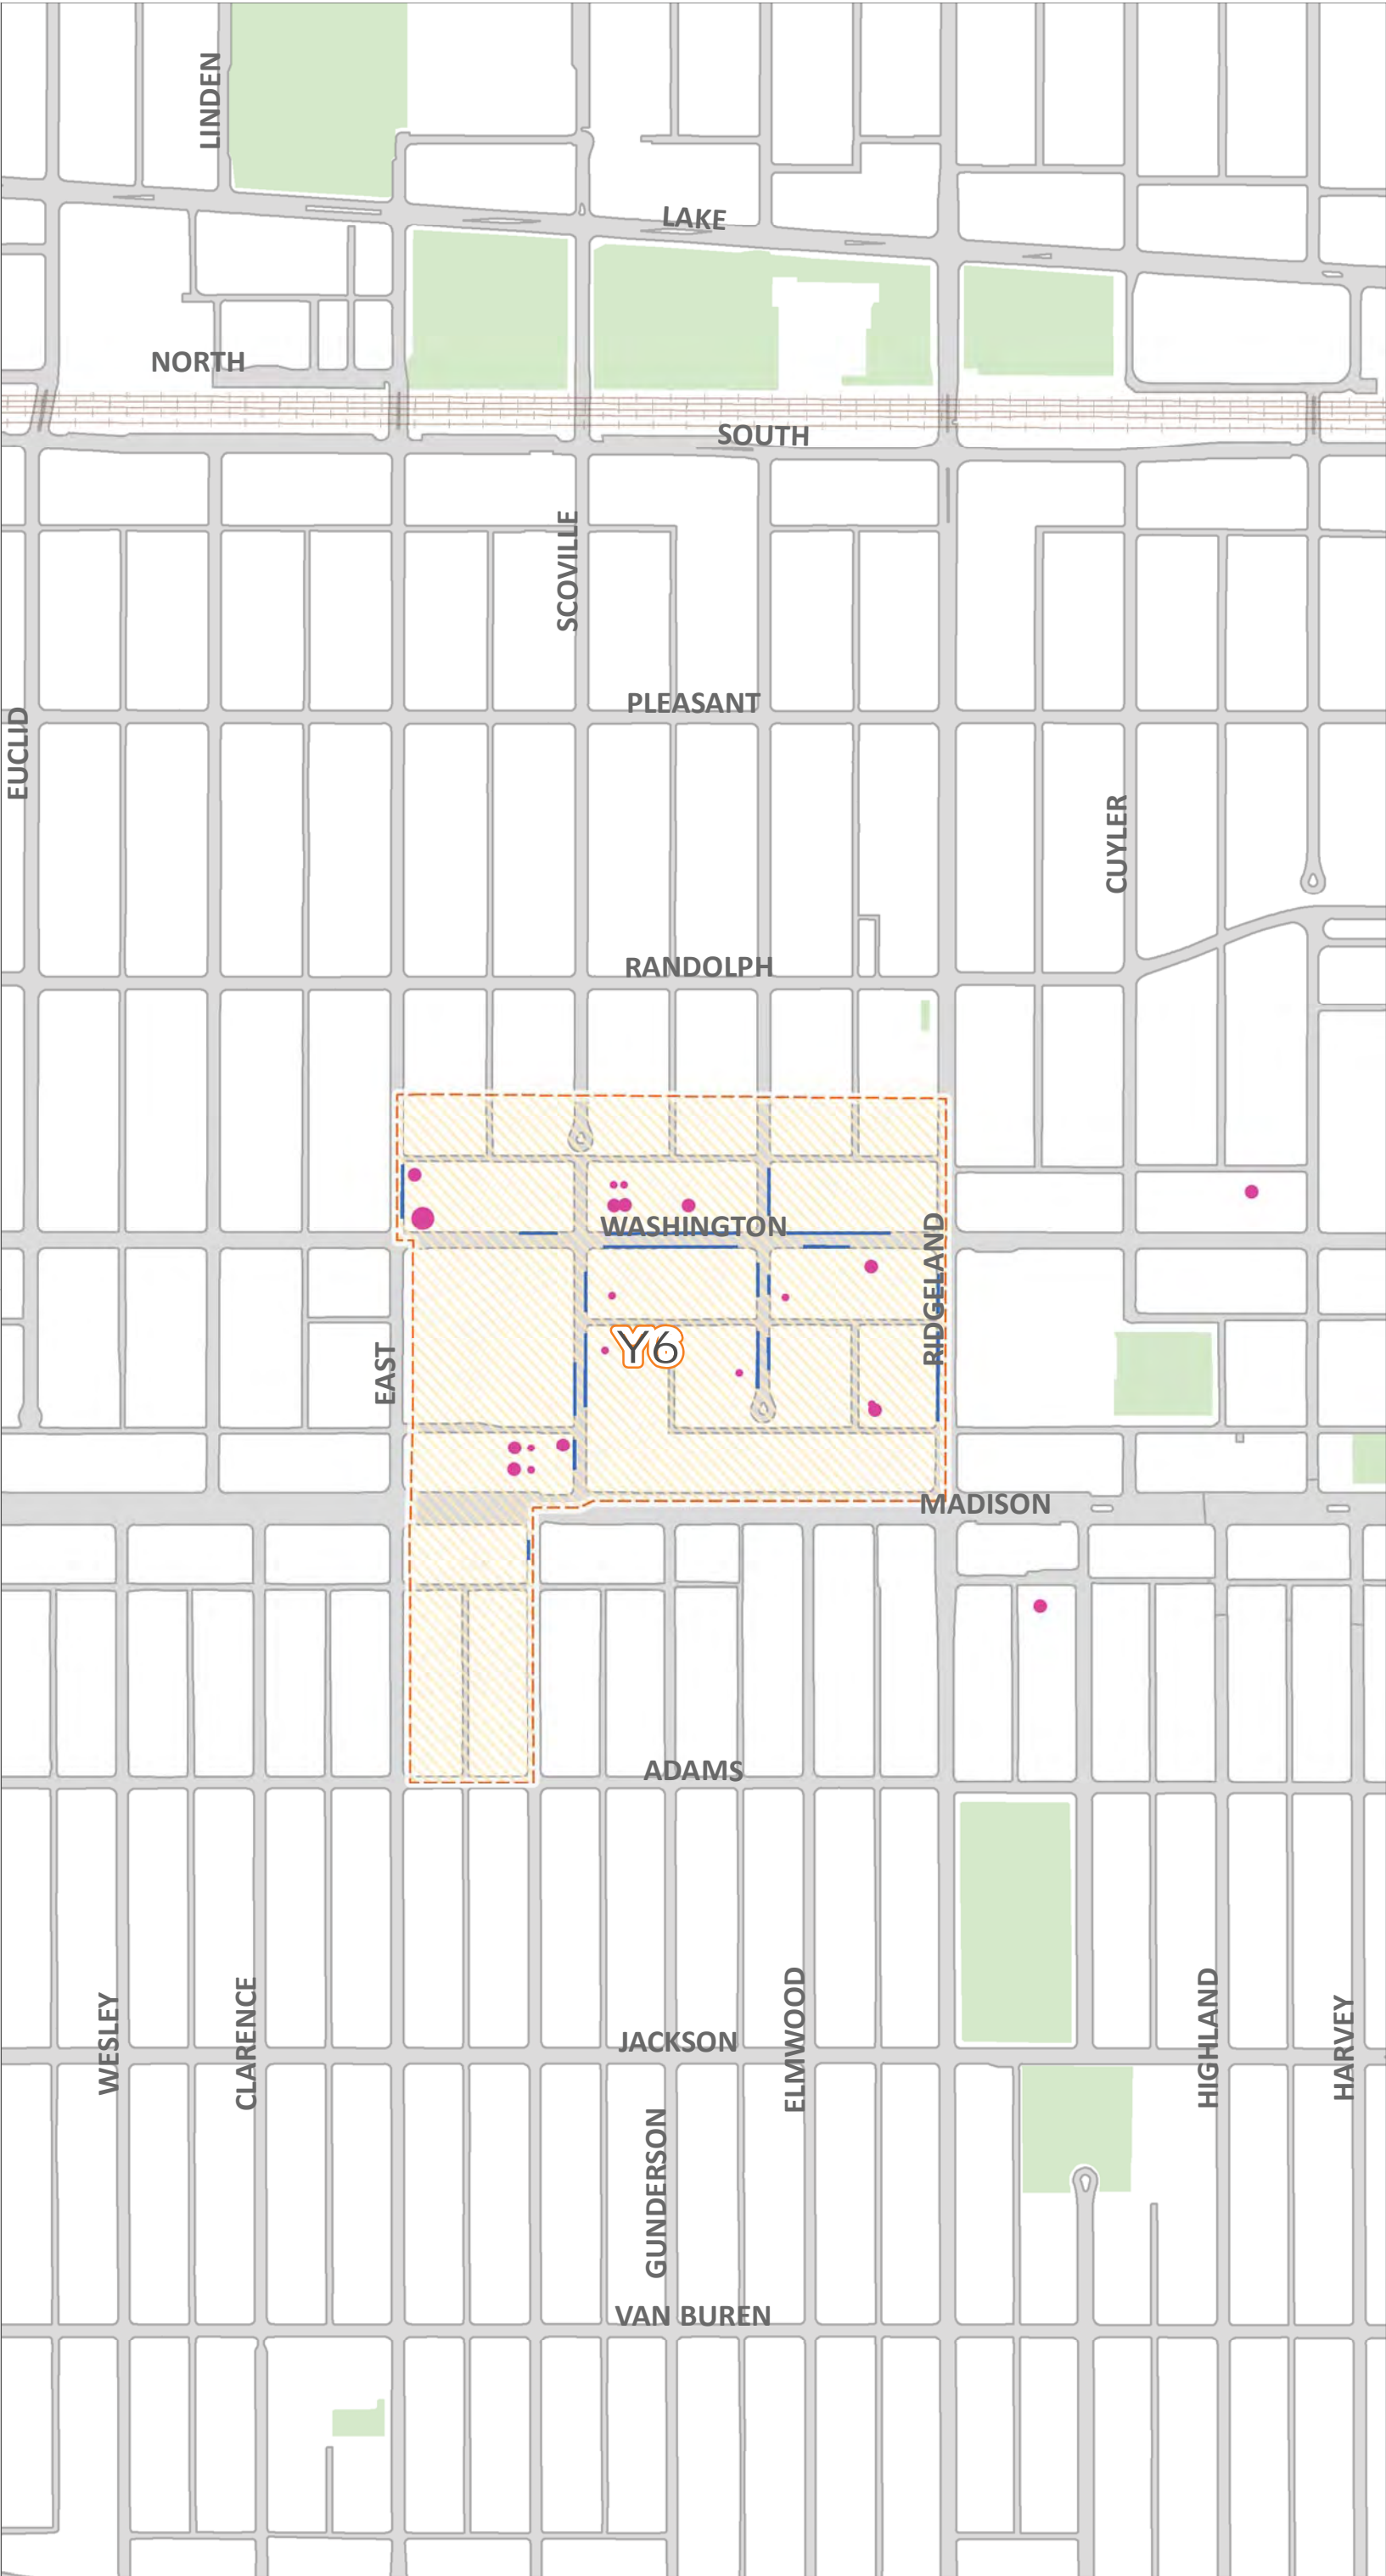 LINDEN
LAKE
NORTH
SOUTH
SCOVILLE
PLEASANT
EUCLID
CUYLER
RANDOLPH
WASHINGTON
RIDGELAND
Y6
EAST
MADISON
ADAMS
WESLEY
CLARENCE
JACKSON
ELMWOOD
HIGHLAND
HARVEY
GUNDERSON
VAN BUREN